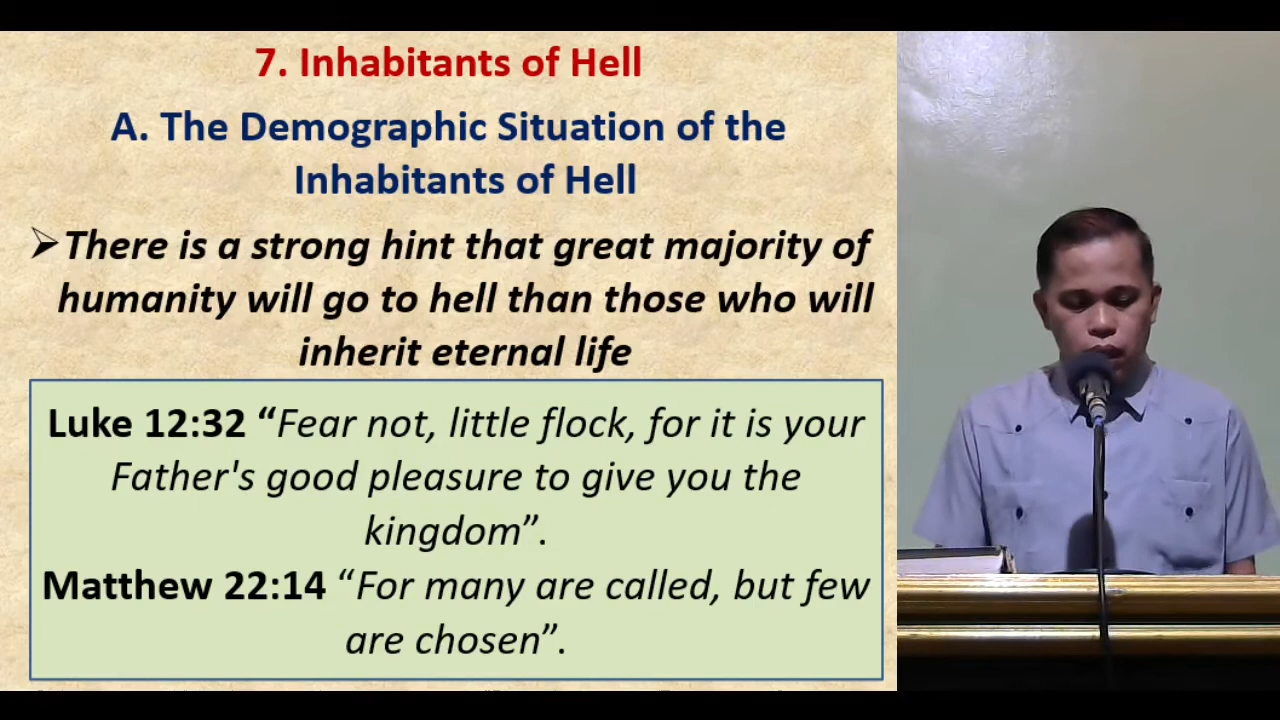 7. Inhabitants of Hell
A. The Demographic Situation of the
Inhabitants of Hell
➢There is a strong hint that great majority of
humanity will go to hell than those who will
inherit eternal life
Luke 12:32 “Fear not, little flock, for it is your
Father's good pleasure to give you the
kingdom”.
Matthew 22:14 “For many are called, but few
are chosen”.